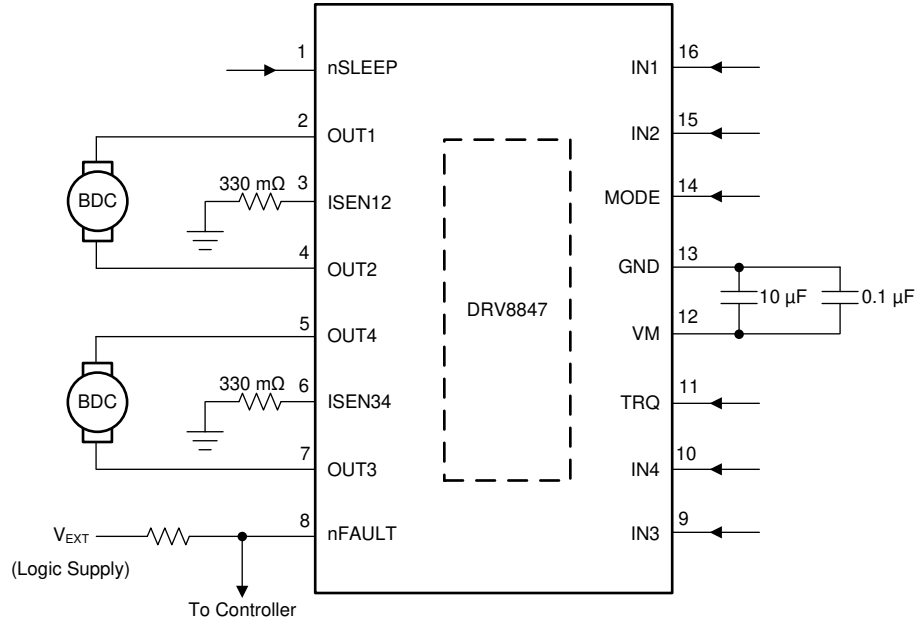 1
nSLEEP
2
OUT1
BDC
330 mΩ
3
ISEN12
4
OUT2
5
OUT4
BDC
330 mΩ
6
ISEN34
7
OUT3
VEXT
(Logic Supply)
8
nFAULT
To Controller
DRV8847
16
IN1
15
IN2
14
MODE
13
GND
10 µF
0.1 µF
12
VM
11
TRQ
10
IN4
9
IN3